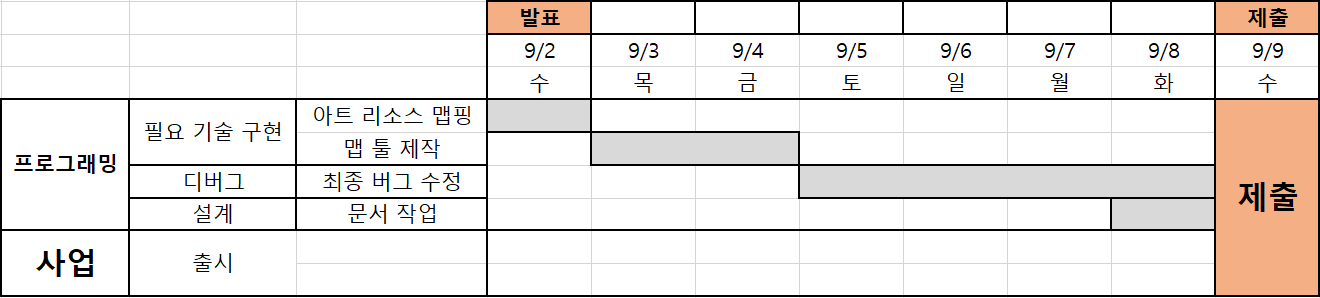 발표 제출
9/2 9/3 9/4 9/5 9/6 9/7 9/8 9/9
수 목 금 토 일 월 화 수
프로그래밍 필요 기술 구현 아트 리소스 맵핑
맵 툴 제작
디버그 최종 버그 수정
설계 문서 작업
제출
사업 출시